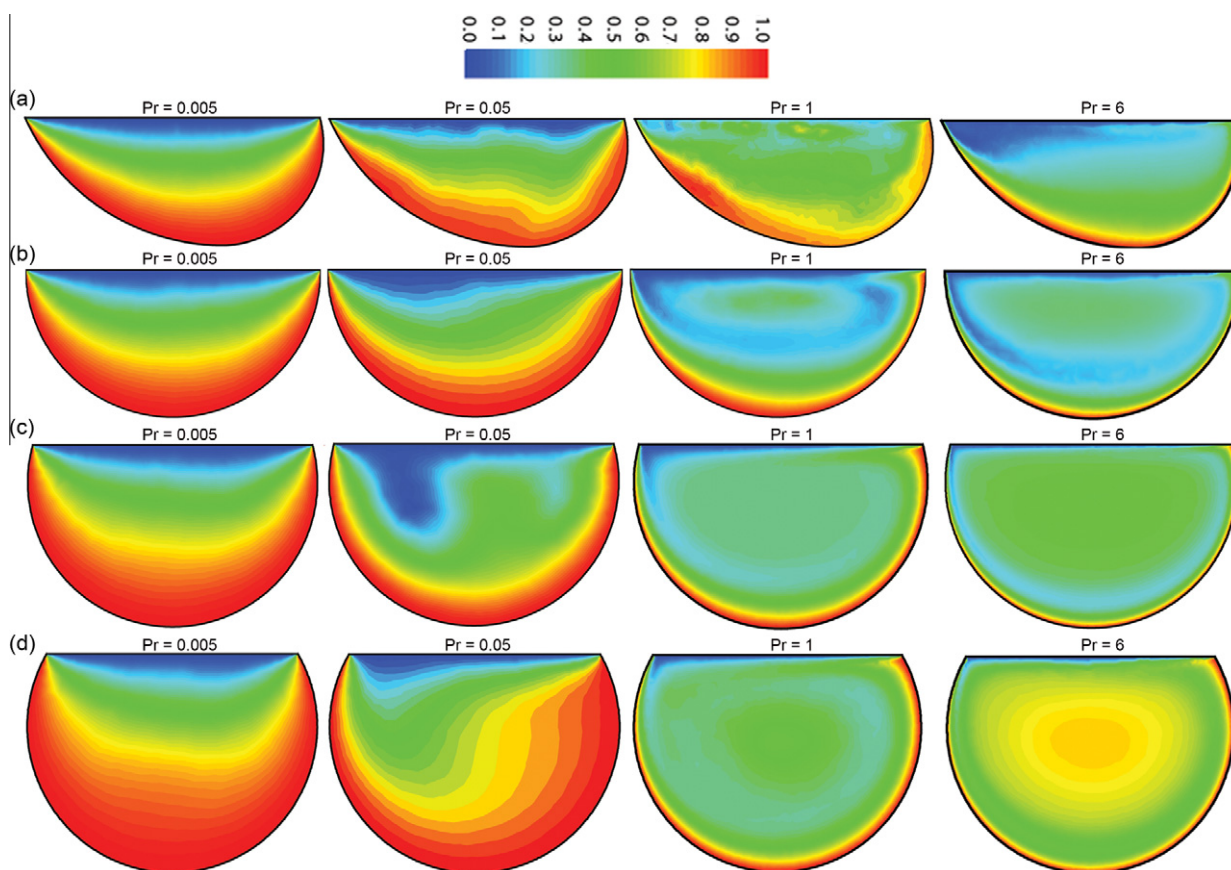 0.0 0.1 0.2 0.3 0.4 0.5 0.6 0.7 0.8 0.9 1.0
(a)
Pr = 0.005 Pr = 0.05 Pr = 1 Pr = 6
(b)
Pr = 0.005 Pr = 0.05 Pr = 1 Pr = 6
(c)
Pr = 0.005 Pr = 0.05 Pr = 1 Pr = 6
(d)
Pr = 0.005 Pr = 0.05 Pr = 1 Pr = 6